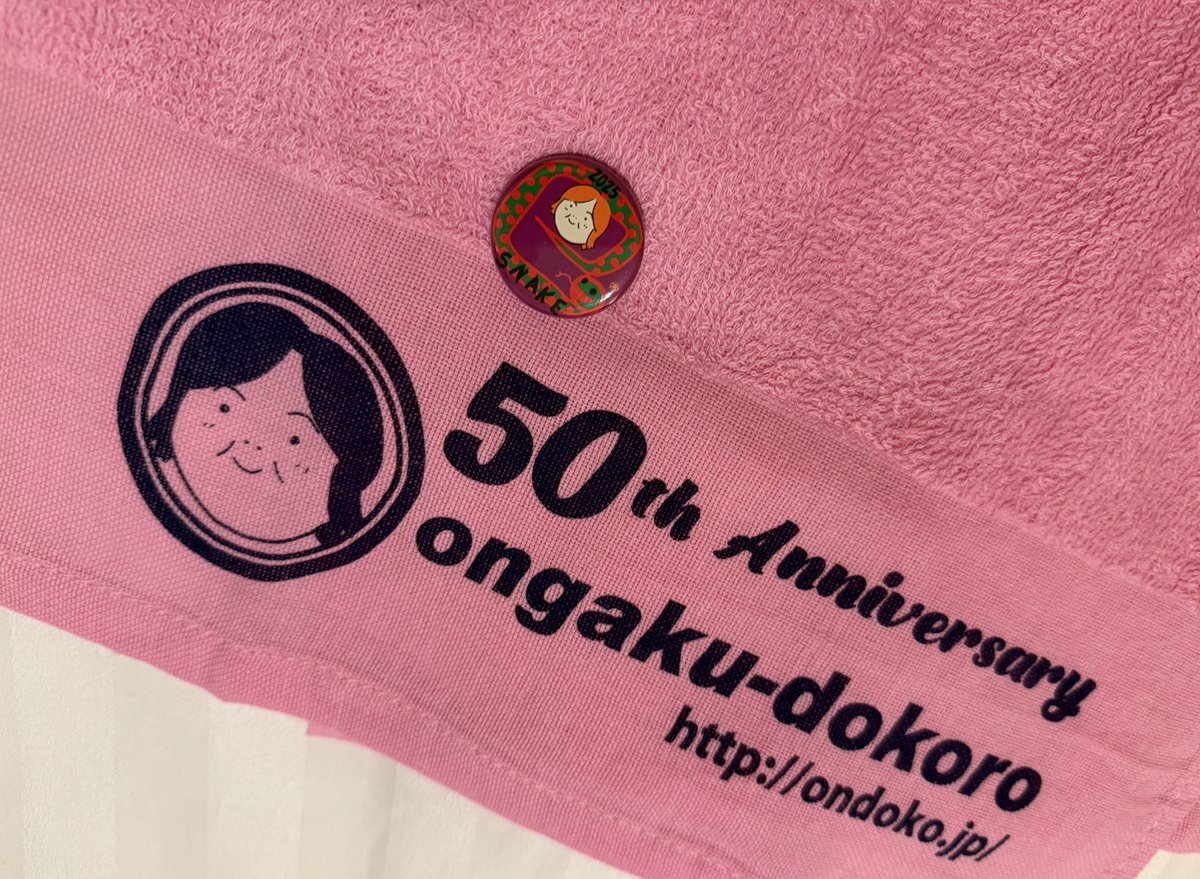 2025
SNAKE
50th Anniversary
ongaku-dokoro
http://ondoko.jp/